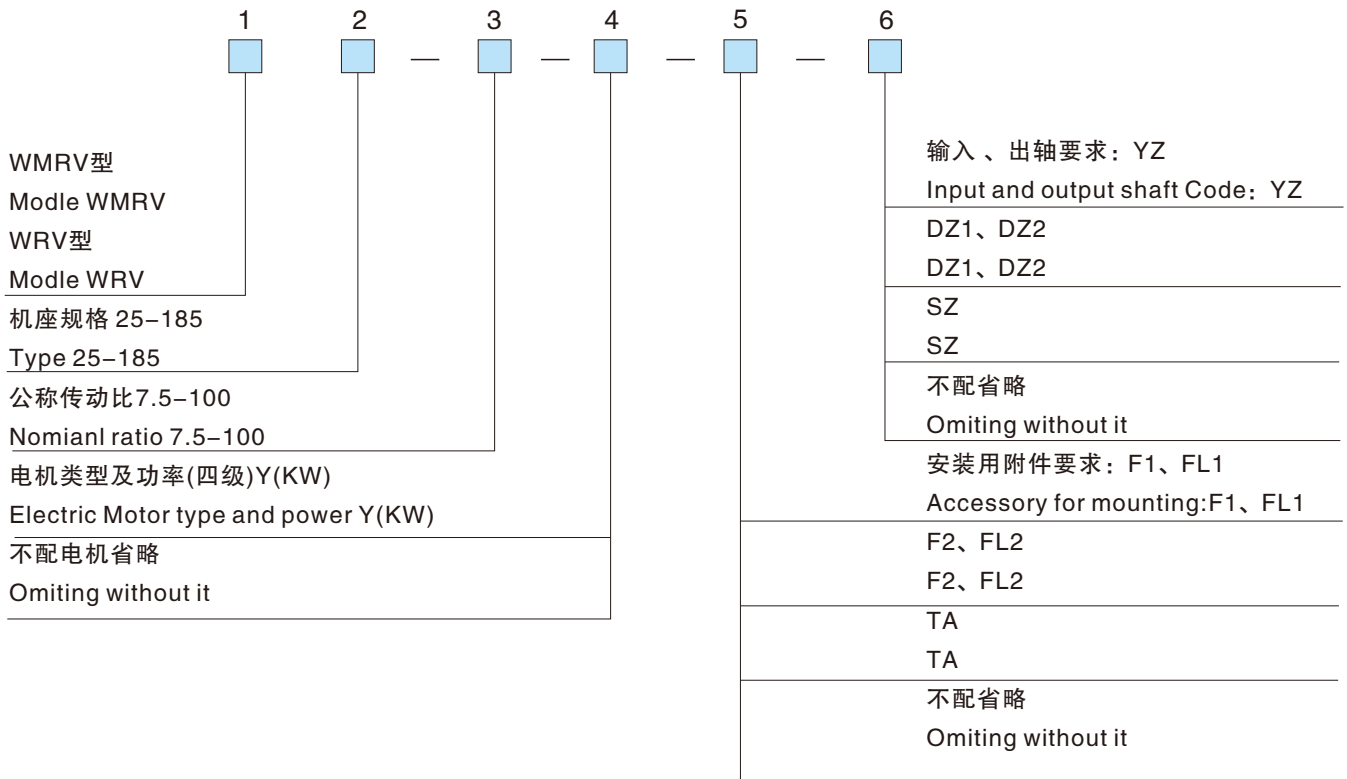 1 2 3 4 5 6
— — — —
WMRV型
Modle WMRV
WRV型
Modle WRV
机座规格 25–185
Type 25–185
公称传动比7.5–100
Nomianl ratio 7.5–100
电机类型及功率(四级)Y(KW)
Electric Motor type and power Y(KW)
不配电机省略
Omiting without it
输入 、出轴要求：YZ
Input and output shaft Code：YZ
DZ1、DZ2
DZ1、DZ2
SZ
SZ
不配省略
Omiting without it
安装用附件要求：F1、FL1
Accessory for mounting:F1、FL1
F2、FL2
F2、FL2
TA
TA
不配省略
Omiting without it